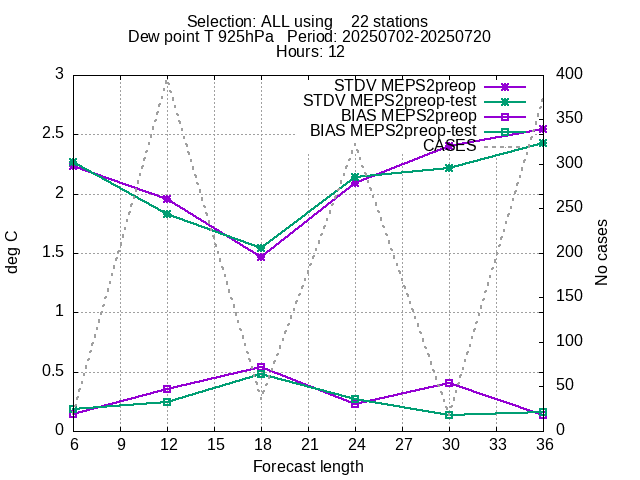 Selection: ALL using    22 stations
Dew point T 925hPa   Period: 20250702-20250720
Hours: 12
STDV MEPS2preop
STDV MEPS2preop-test
BIAS MEPS2preop
BIAS MEPS2preop-test
CASES
deg C
No cases
3
2.5
2
1.5
1
0.5
0
400
350
300
250
200
150
100
50
0
6 9 12 15 18 21 24 27 30 33 36
Forecast length